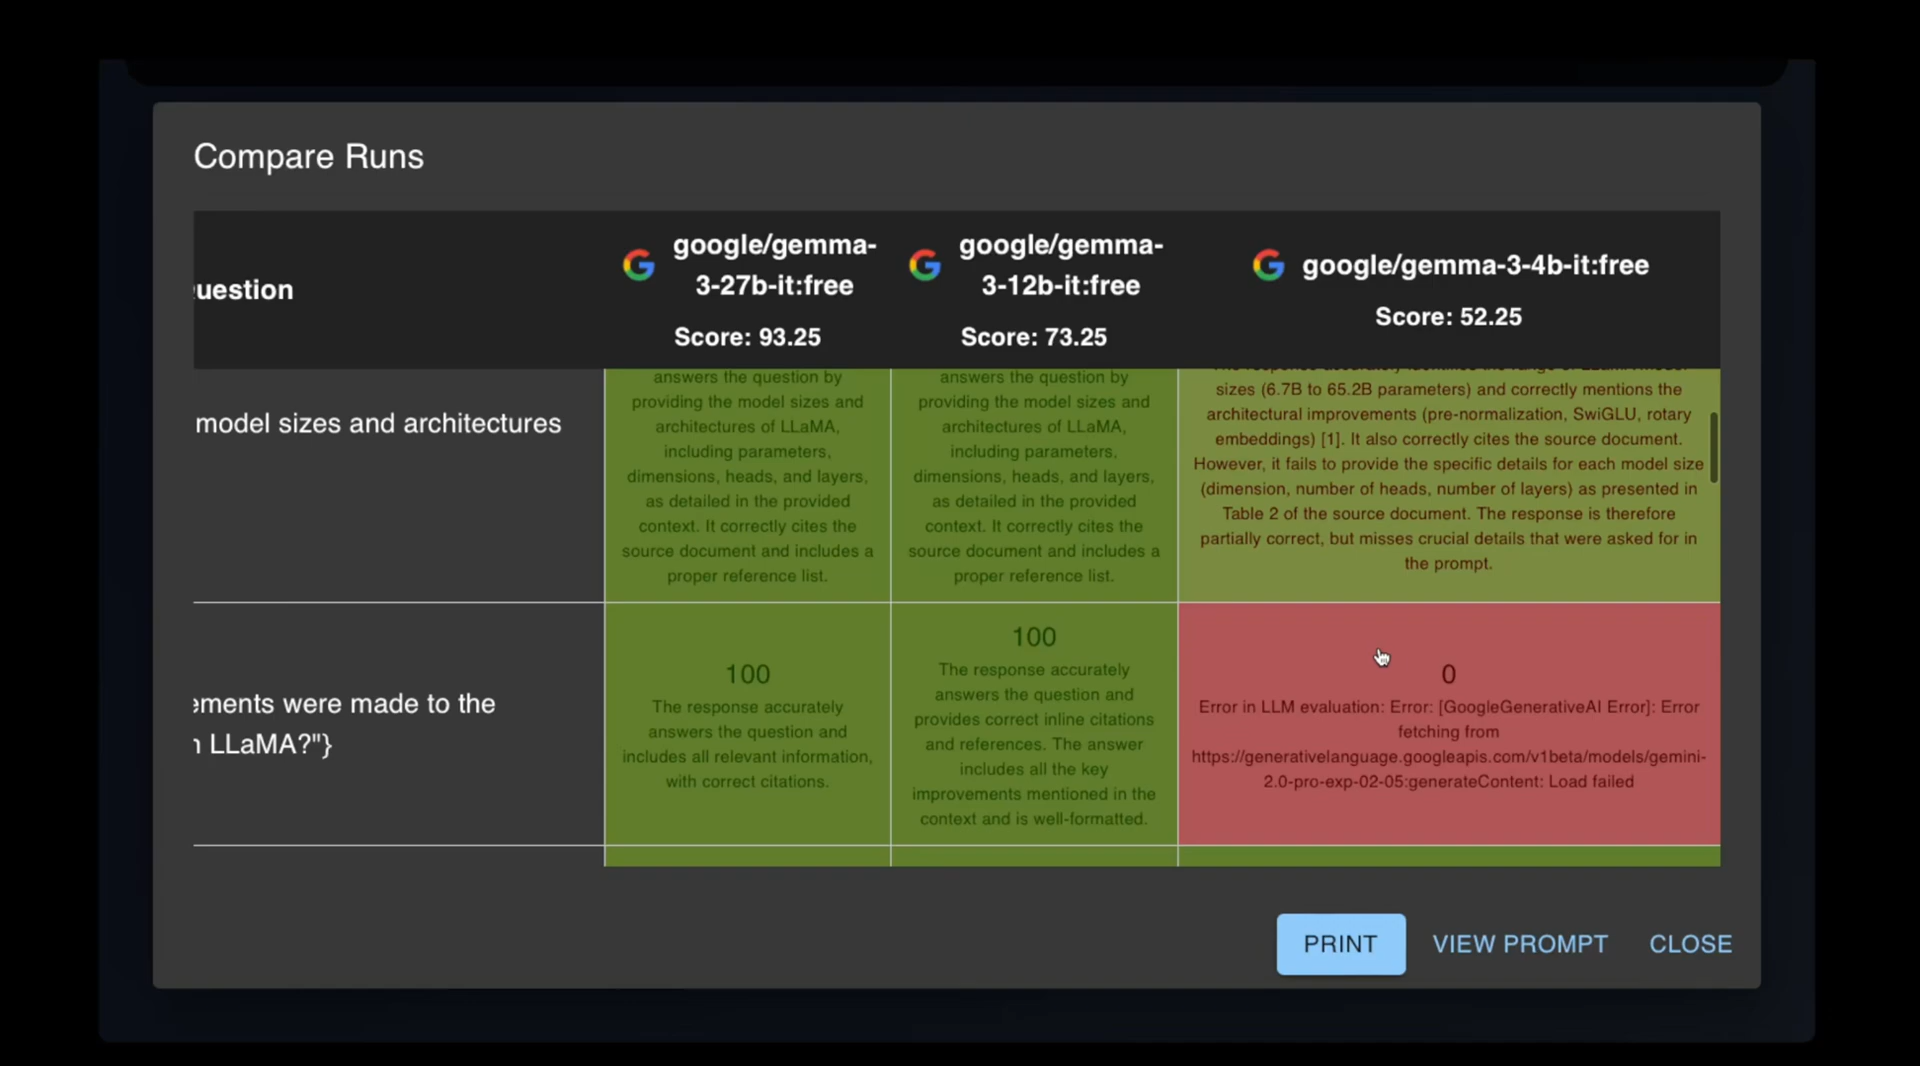 Compare Runs
uestion
google/gemma-
3-27b-it:free
Score: 93.25
google/gemma-
3-12b-it:free
Score: 73.25
google/gemma-3-4b-it:free
Score: 52.25
model sizes and architectures
answers the question by
providing the model sizes and
architectures of LLaMA,
including parameters,
dimensions, heads, and layers,
as detailed in the provided
context. It correctly cites the
source document and includes a
proper reference list.
answers the question by
providing the model sizes and
architectures of LLaMA,
including parameters,
dimensions, heads, and layers,
as detailed in the provided
context. It correctly cites the
source document and includes a
proper reference list.
sizes (6.7B to 65.2B parameters) and correctly mentions the
architectural improvements (pre-normalization, SwiGLU, rotary
embeddings) [1]. It also correctly cites the source document.
However, it fails to provide the specific details for each model size
(dimension, number of heads, number of layers) as presented in
Table 2 of the source document. The response is therefore
partially correct, but misses crucial details that were asked for in
the prompt.
ements were made to the
LLaMA?"}
100
The response accurately
answers the question and
includes all relevant information,
with correct citations.
100
The response accurately
answers the question and
provides correct inline citations
and references. The answer
includes all the key
improvements mentioned in the
context and is well-formatted.
0
Error in LLM evaluation: Error: [GoogleGenerativeAI Error]: Error
fetching from
https://generativelanguage.googleapis.com/v1beta/models/gemini-
2.0-pro-exp-02-05:generateContent: Load failed
PRINT
VIEW PROMPT
CLOSE